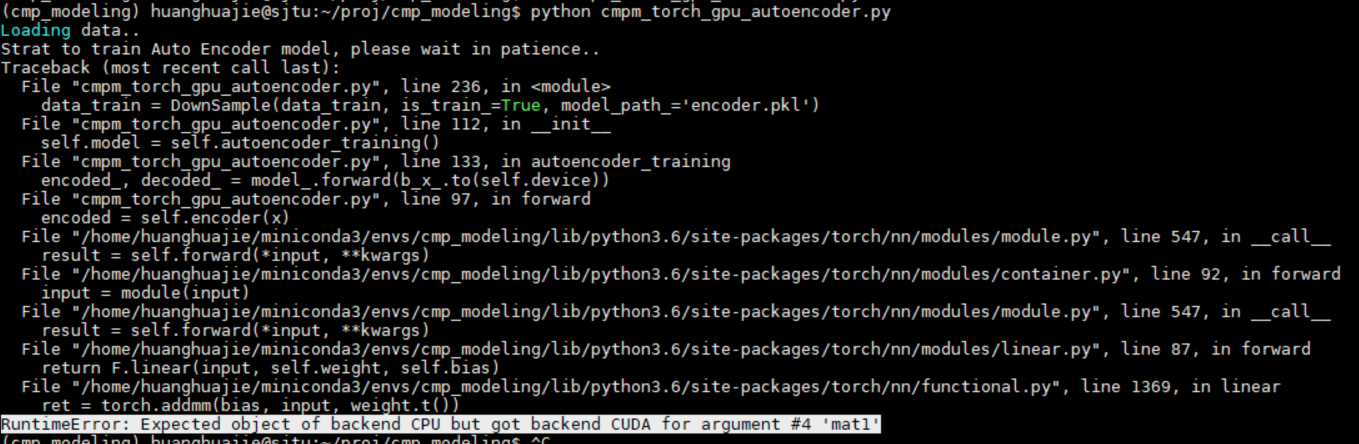 (cmp_modeling) huanghuajie@sjtu:~/proj/cmp_modeling$ python cmpm_torch_gpu_autoencoder.py
Loading data..
Strat to train Auto Encoder model, please wait in patience..
Traceback (most recent call last):
  File "cmpm_torch_gpu_autoencoder.py", line 236, in <module>
    data_train = DownSample(data_train, is_train_=True, model_path_='encoder.pkl')
  File "cmpm_torch_gpu_autoencoder.py", line 112, in __init__
    self.model = self.autoencoder_training()
  File "cmpm_torch_gpu_autoencoder.py", line 133, in autoencoder_training
    encoded_, decoded_ = model_.forward(b_x_.to(self.device))
  File "cmpm_torch_gpu_autoencoder.py", line 97, in forward
    encoded = self.encoder(x)
  File "/home/huanghuajie/miniconda3/envs/cmp_modeling/lib/python3.6/site-packages/torch/nn/modules/module.py", line 547, in __call__
    result = self.forward(*input, **kwargs)
  File "/home/huanghuajie/miniconda3/envs/cmp_modeling/lib/python3.6/site-packages/torch/nn/modules/container.py", line 92, in forward
    input = module(input)
  File "/home/huanghuajie/miniconda3/envs/cmp_modeling/lib/python3.6/site-packages/torch/nn/modules/module.py", line 547, in __call__
    result = self.forward(*input, **kwargs)
  File "/home/huanghuajie/miniconda3/envs/cmp_modeling/lib/python3.6/site-packages/torch/nn/modules/linear.py", line 87, in forward
    return F.linear(input, self.weight, self.bias)
  File "/home/huanghuajie/miniconda3/envs/cmp_modeling/lib/python3.6/site-packages/torch/nn/functional.py", line 1369, in linear
    ret = torch.addmm(bias, input, weight.t())
RuntimeError: Expected object of backend CPU but got backend CUDA for argument #4 'mat1'
(cmp_modeling) huanghuajie@sjtu:~/proj/cmp_modeling$ ^C